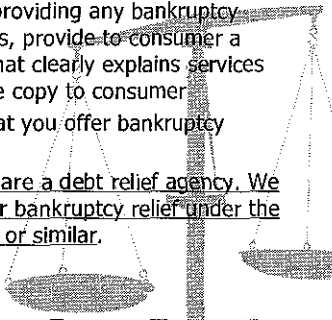 providing any bankruptcy
s, provide to consumer a
hat clearly explains services
e copy to consumer
at you offer bankruptcy
are a debt relief agency. We
r bankruptcy relief under the
or similar.